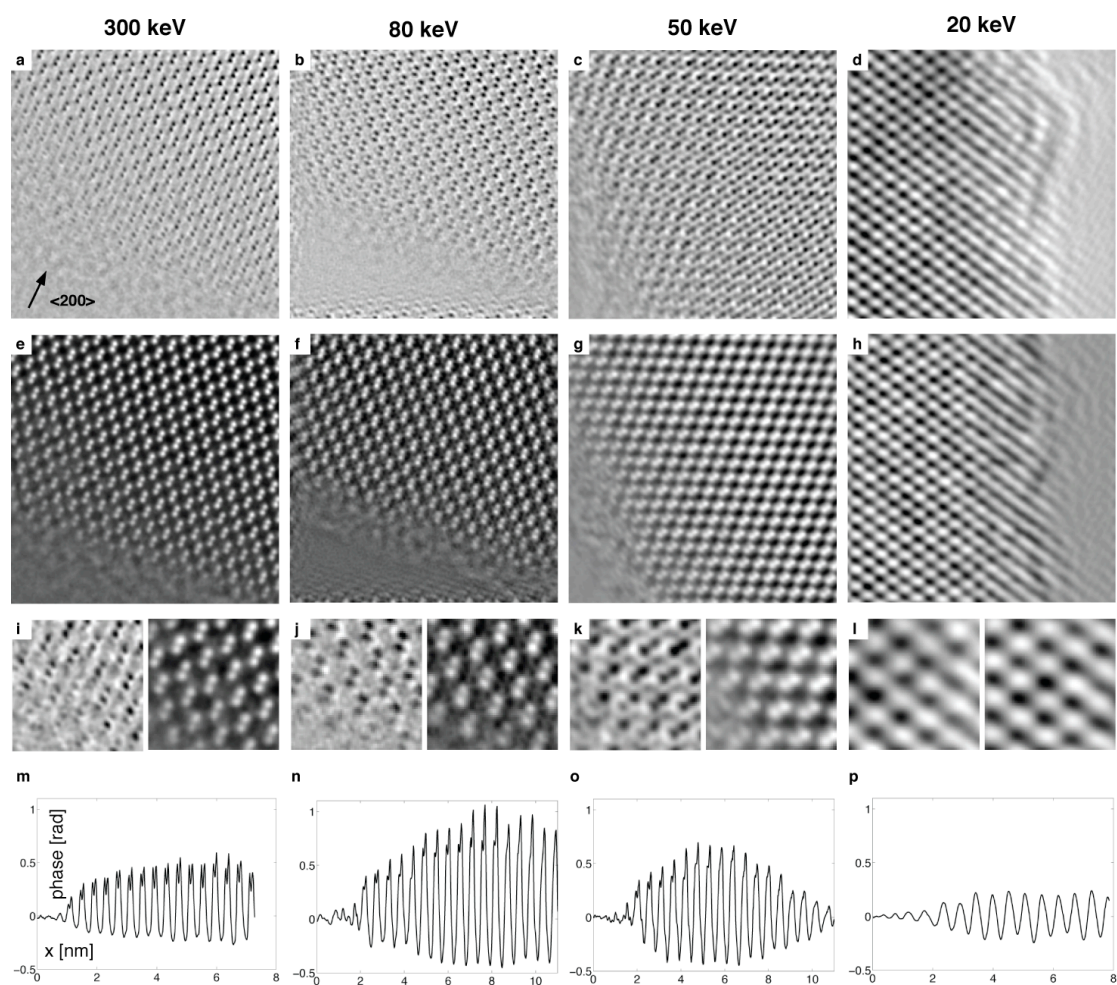 300 keV 80 keV 50 keV 20 keV
a b c d
<200>
e f g h
i j k l
m n o p
1 1 1 1
phase [rad]
0.5 0.5 0.5 0.5
0 0 0 0
x [nm]
−0.5 −0.5 −0.5 −0.5
0 2 4 6 8 0 2 4 6 8 10 0 2 4 6 8 10 0 2 4 6 8